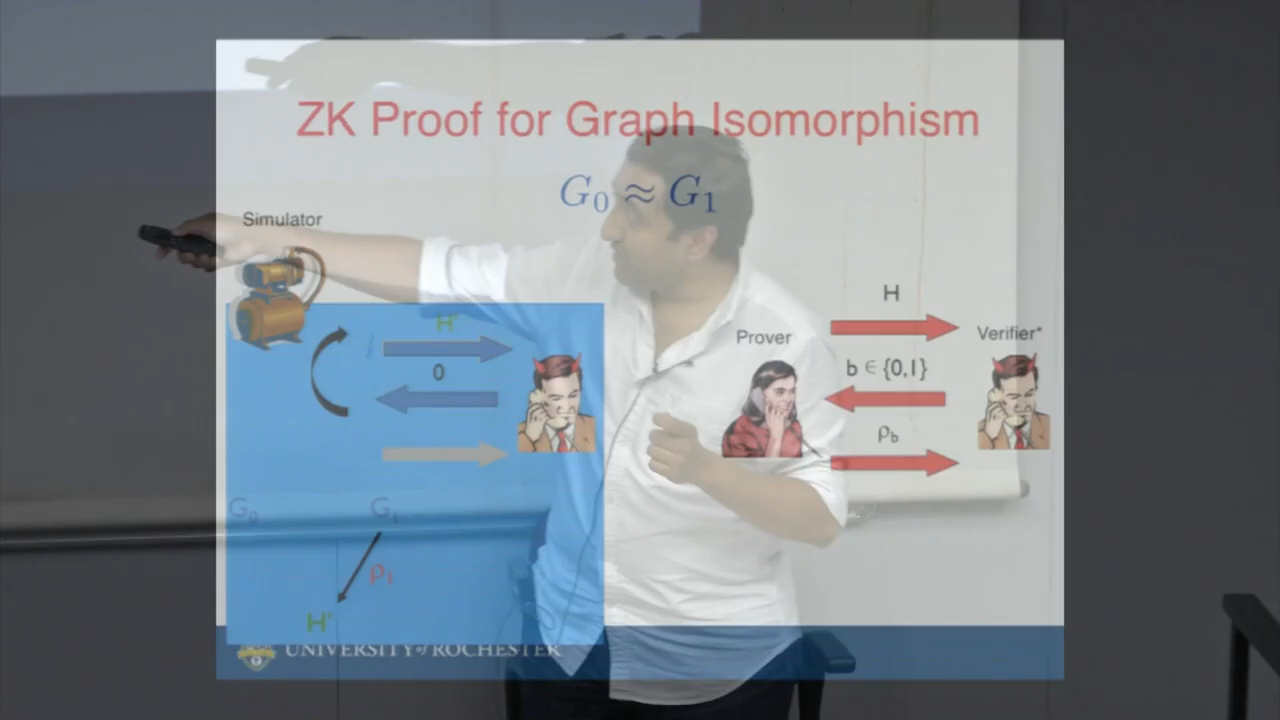 ZK Proof for Graph Isomorphism
G₀ ≈ G₁
Simulator
H'
0
G₀ G₁
ρ₁
H'
H
Prover
Verifier*
b ∈ {0,1}
ρ_b
UNIVERSITY of ROCHESTER